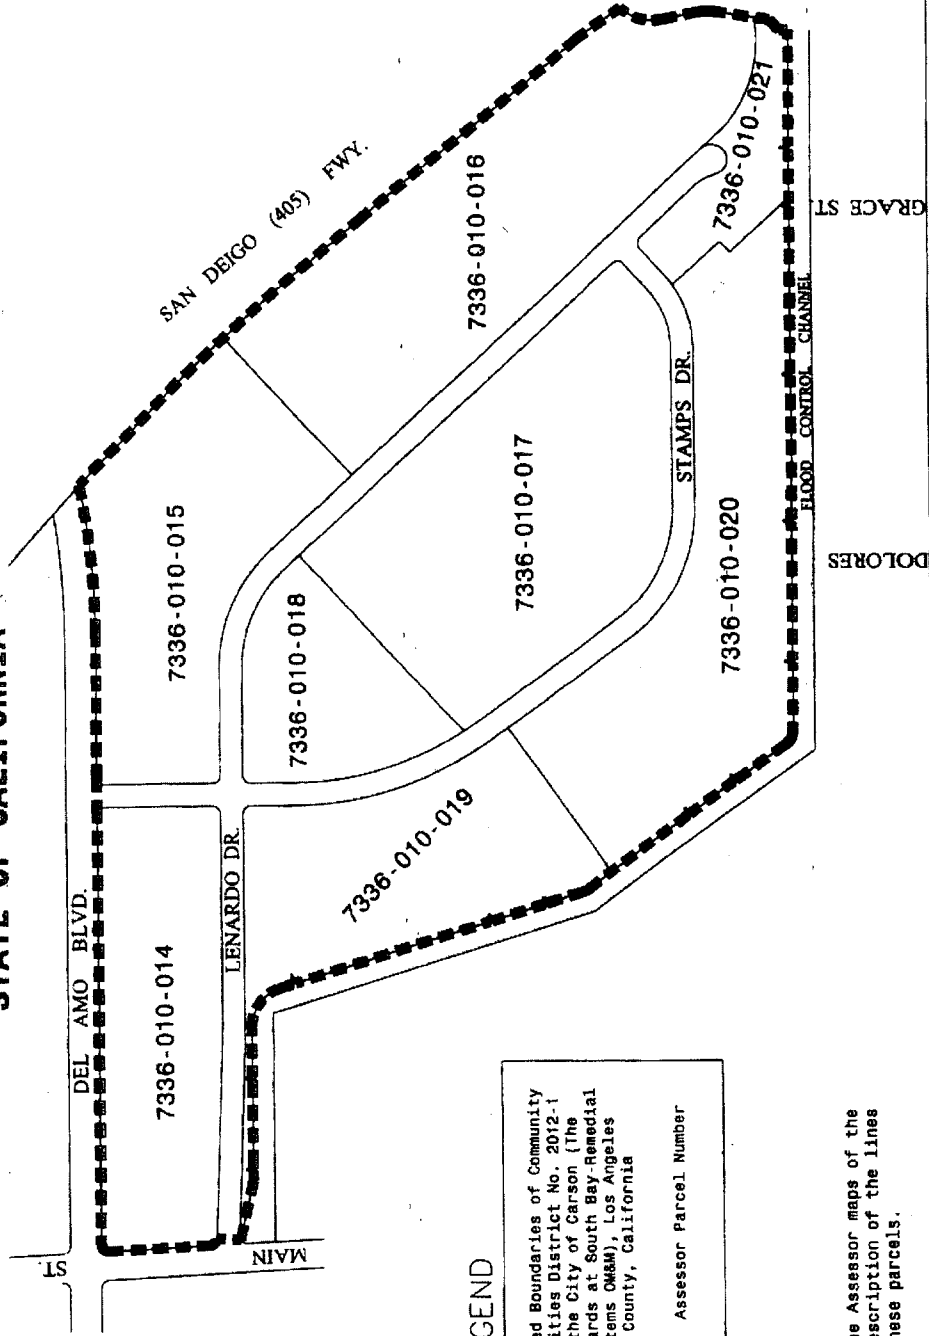 STATE OF CALIFORNIA
SAN DEIGO (405) FWY.
DEL AMO BLVD.
7336-010-014
7336-010-015
7336-010-016
7336-010-017
7336-010-018
7336-010-019
7336-010-020
7336-010-021
LENARDO DR.
STAMPS DR.
MAIN
ST.
GRACE ST.
DOLORES
FLOOD CONTROL CHANNEL
GEND
ed Boundaries of Community
ities District No. 2012-1
the City of Carson (The
ards at South Bay-Remedial
tems OM&M), Los Angeles
County, California
Assessor Parcel Number
e Assessor maps of the
scription of the lines
hese parcels.